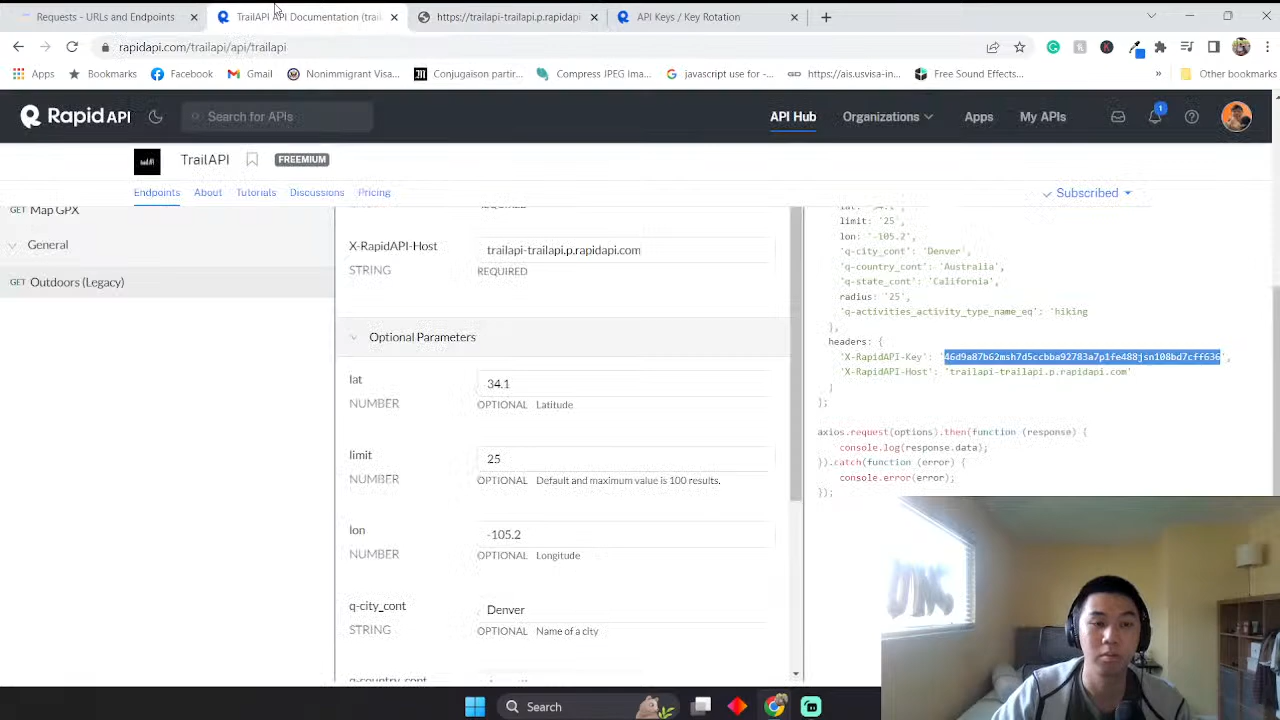 Requests - URLs and Endpoints
TrailAPI API Documentation (trail
https://trailapi-trailapi.p.rapidapi
API Keys / Key Rotation
rapidapi.com/trailapi/api/trailapi
Apps
Bookmarks
Facebook
Gmail
Nonimmigrant Visa...
Conjugaison partir...
Compress JPEG Ima...
javascript use for -...
https://ais.usvisa-in...
Free Sound Effects...
»
Other bookmarks
Rapid API
Search for APIs
API Hub
Organizations
Apps
My APIs
1
TrailAPI
FREEMIUM
Endpoints
About
Tutorials
Discussions
Pricing
Subscribed
GET Map GPX
General
GET Outdoors (Legacy)
X-RapidAPI-Host
STRING
trailapi-trailapi.p.rapidapi.com
REQUIRED
Optional Parameters
lat
NUMBER
34.1
OPTIONAL Latitude
limit
NUMBER
25
OPTIONAL Default and maximum value is 100 results.
lon
NUMBER
-105.2
OPTIONAL Longitude
q-city_cont
STRING
Denver
OPTIONAL Name of a city
limit: '25',
lon: '-105.2',
'q-city_cont': 'Denver',
'q-country_cont': 'Australia',
'q-state_cont': 'California',
radius: '25',
'q-activities_activity_type_name_eq': 'hiking
},
headers: {
'X-RapidAPI-Key': '46d9a87b62msh7d5ccbba92783a7p1fe488jsn108bd7cff636',
'X-RapidAPI-Host': 'trailapi-trailapi.p.rapidapi.com'
}
};
axios.request(options).then(function (response) {
console.log(response.data);
}).catch(function (error) {
console.error(error);
});
Search